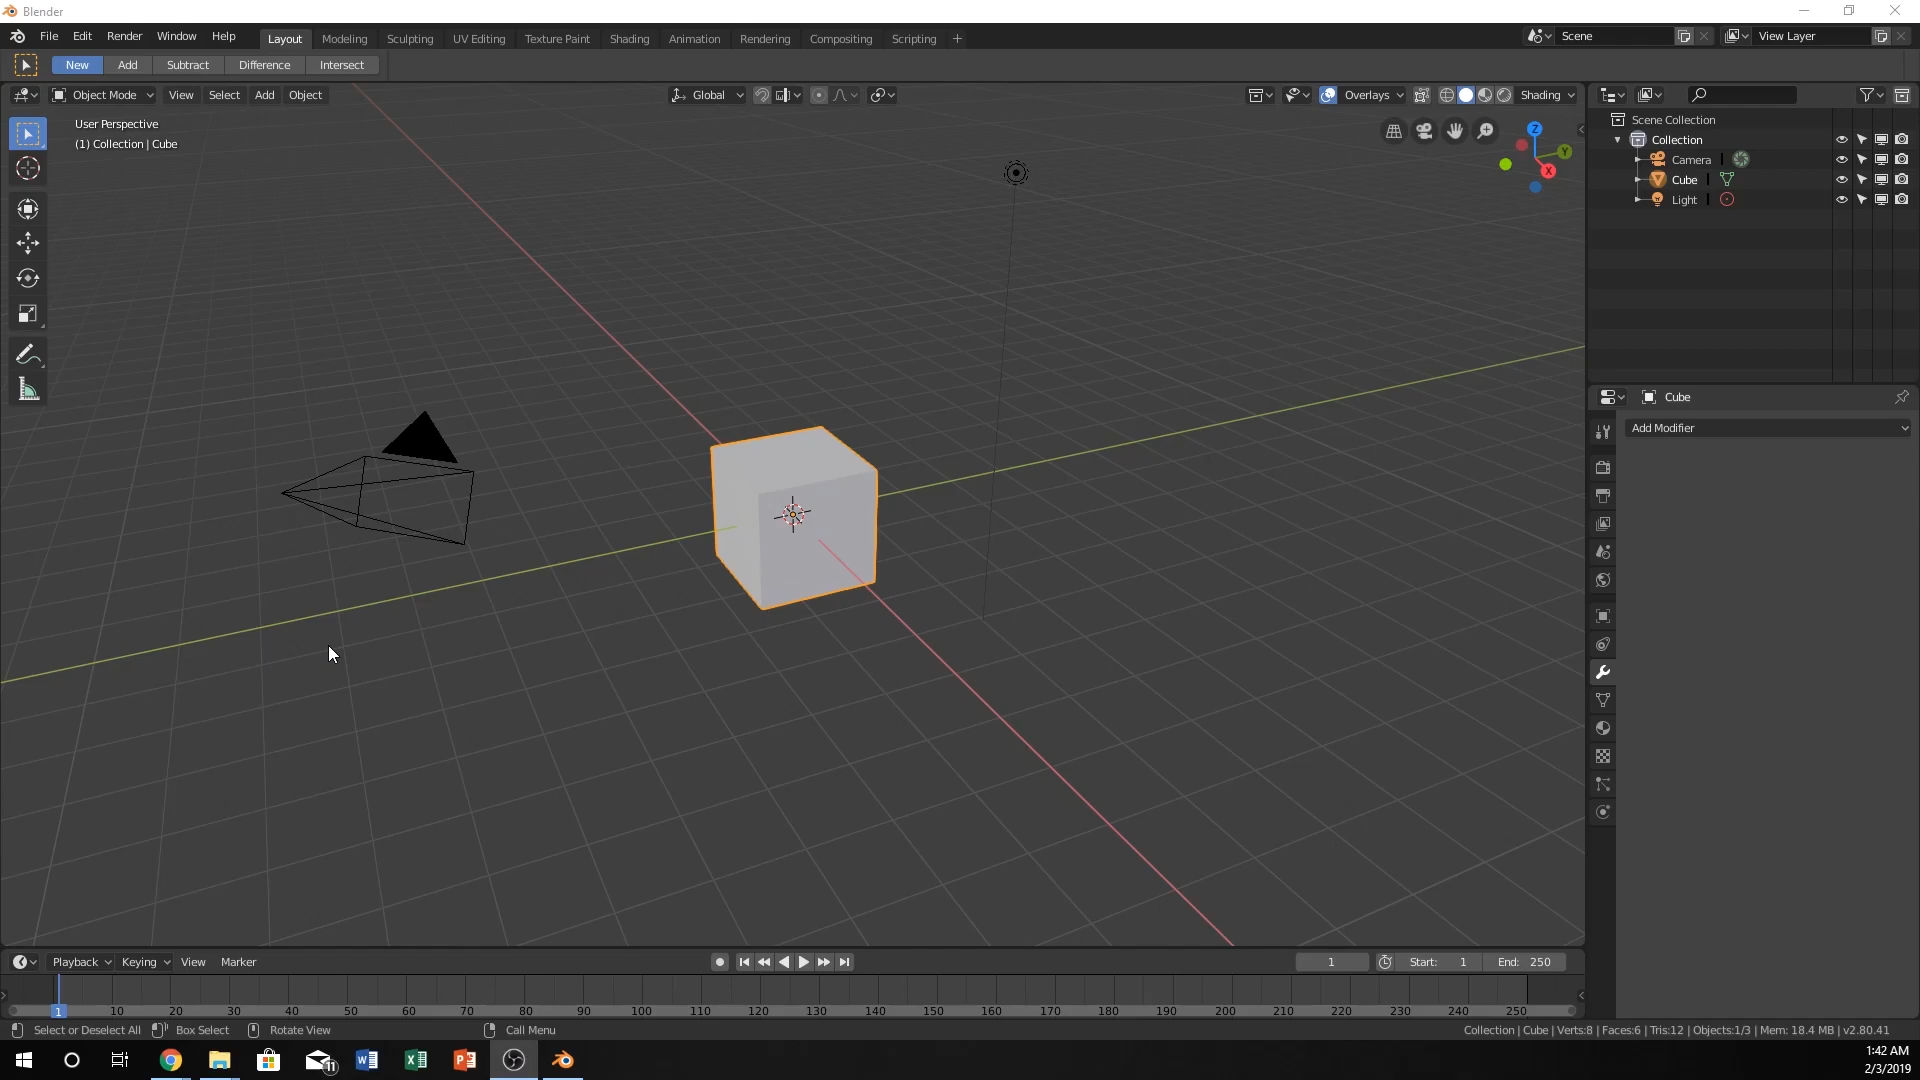 Blender
File Edit Render Window Help Layout Modeling Sculpting UV Editing Texture Paint Shading Animation Rendering Compositing Scripting + Scene View Layer
New Add Subtract Difference Intersect
Object Mode View Select Add Object Global Overlays Shading
User Perspective
(1) Collection | Cube
Z
Y
X
Scene Collection
Collection
Camera
Cube
Light
Cube
Add Modifier
Playback Keying View Marker 1 Start: 1 End: 250
1 10 20 30 40 50 60 70 80 90 100 110 120 130 140 150 160 170 180 190 200 210 220 230 240 250
Select or Deselect All Box Select Rotate View Call Menu Collection | Cube | Verts:8 | Faces:6 | Tris:12 | Objects:1/3 | Mem: 18.4 MB | v2.80.41
11
1:42 AM
2/3/2019